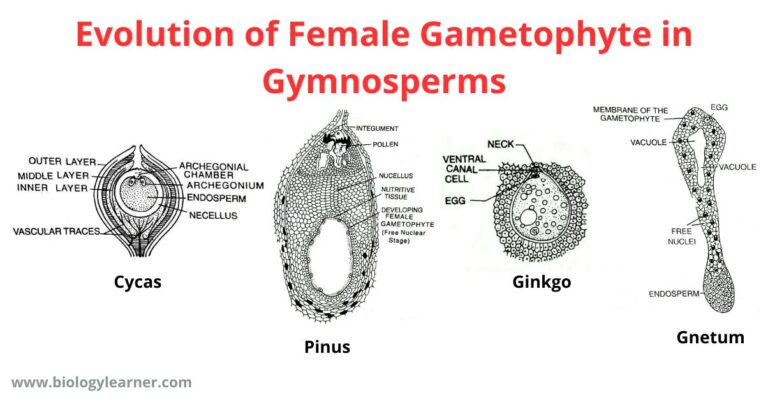 Evolution of Female Gametophyte in
Gymnosperms
OUTER LAYER
MIDDLE LAYER
INNER LAYER
VASCULAR TRACES
ARCHEGONIAL
CHAMBER
ARCHEGONIUM
ENDOSPERM
NECELLUS
Cycas
INTEGUMENT
POLLEN
NUCELLUS
NUTRITIVE
TISSUE
DEVELOPING
FEMALE
GAMETOPHYTE
(Free Nuclear
Stage)
Pinus
NECK
VENTRAL
CANAL
CELL
EGG
Ginkgo
MEMBRANE OF THE
GAMETOPHYTE
EGG
VACUOLE
VACUOLE
FREE
NUCLEI
ENDOSPERM
Gnetum
www.biologylearner.com